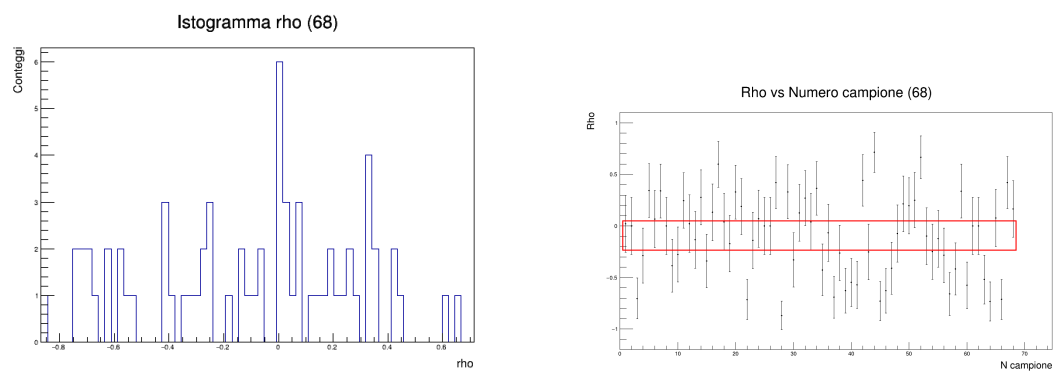 Istogramma rho (68)
Conteggi
6
5
4
3
2
1
0
−0.8 −0.6 −0.4 −0.2 0 0.2 0.4 0.6
rho
Rho vs Numero campione (68)
Rho
1
0.5
0
−0.5
−1
0 10 20 30 40 50 60 70
N campione